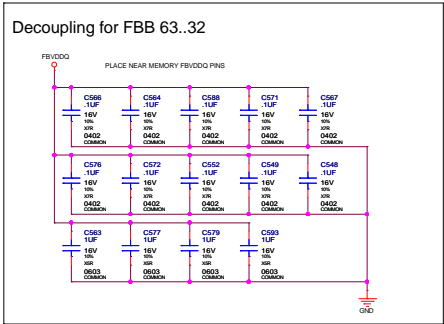 Decoupling for FBB 63..32
FBVDDQ
PLACE NEAR MEMORY FBVDDQ PINS
C566 C564 C588 C571 C567
.1UF .1UF .1UF .1UF .1UF
16V 16V 16V 16V 16V
10% 10% 10% 10% 10%
X7R X7R X7R X7R X7R
0402 0402 0402 0402 0402
COMMON COMMON COMMON COMMON COMMON
C576 C572 C552 C549 C548
.1UF .1UF .1UF .1UF .1UF
16V 16V 16V 16V 16V
10% 10% 10% 10% 10%
X7R X7R X7R X7R X7R
0402 0402 0402 0402 0402
COMMON COMMON COMMON COMMON COMMON
C563 C577 C579 C593
1UF 1UF 1UF 1UF
16V 16V 16V 16V
10% 10% 10% 10%
X5R X5R X5R X5R
0603 0603 0603 0603
COMMON COMMON COMMON COMMON
GND